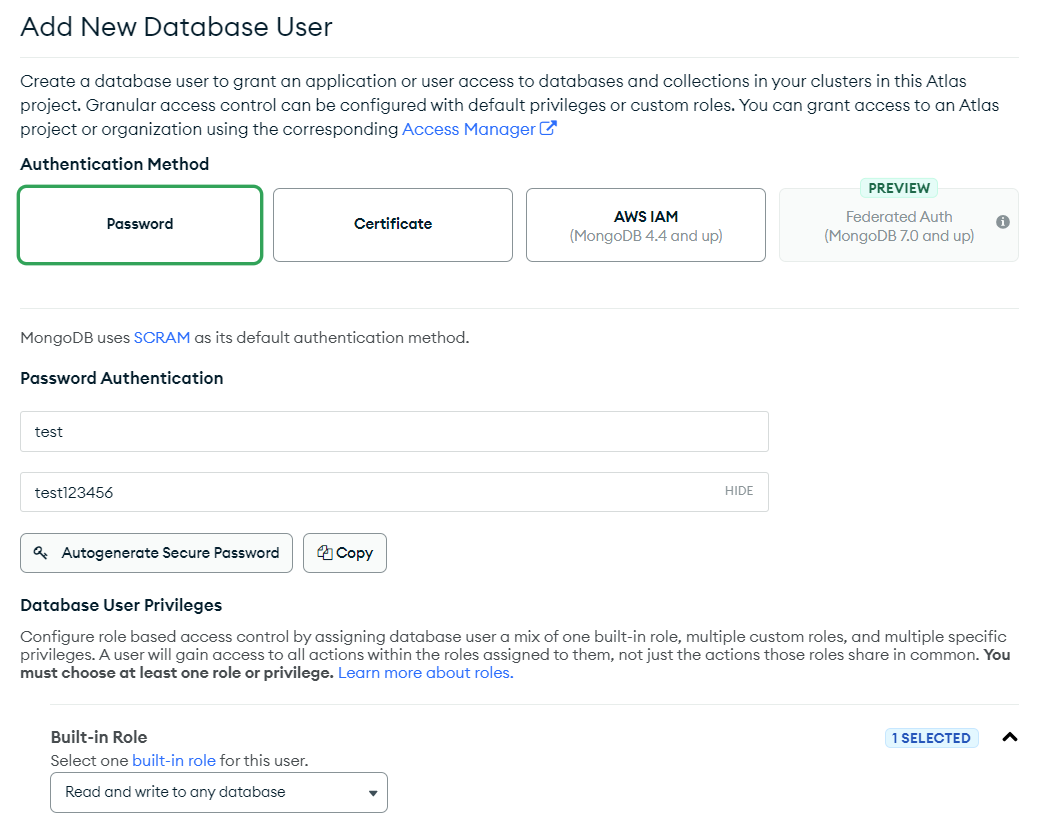 Add New Database User
Create a database user to grant an application or user access to databases and collections in your clusters in this Atlas
project. Granular access control can be configured with default privileges or custom roles. You can grant access to an Atlas
project or organization using the corresponding Access Manager
Authentication Method
Password
Certificate
AWS IAM
(MongoDB 4.4 and up)
PREVIEW
Federated Auth
(MongoDB 7.0 and up)
MongoDB uses SCRAM as its default authentication method.
Password Authentication
test
test123456 HIDE
Autogenerate Secure Password Copy
Database User Privileges
Configure role based access control by assigning database user a mix of one built-in role, multiple custom roles, and multiple specific
privileges. A user will gain access to all actions within the roles assigned to them, not just the actions those roles share in common. You
must choose at least one role or privilege. Learn more about roles.
Built-in Role 1 SELECTED
Select one built-in role for this user.
Read and write to any database